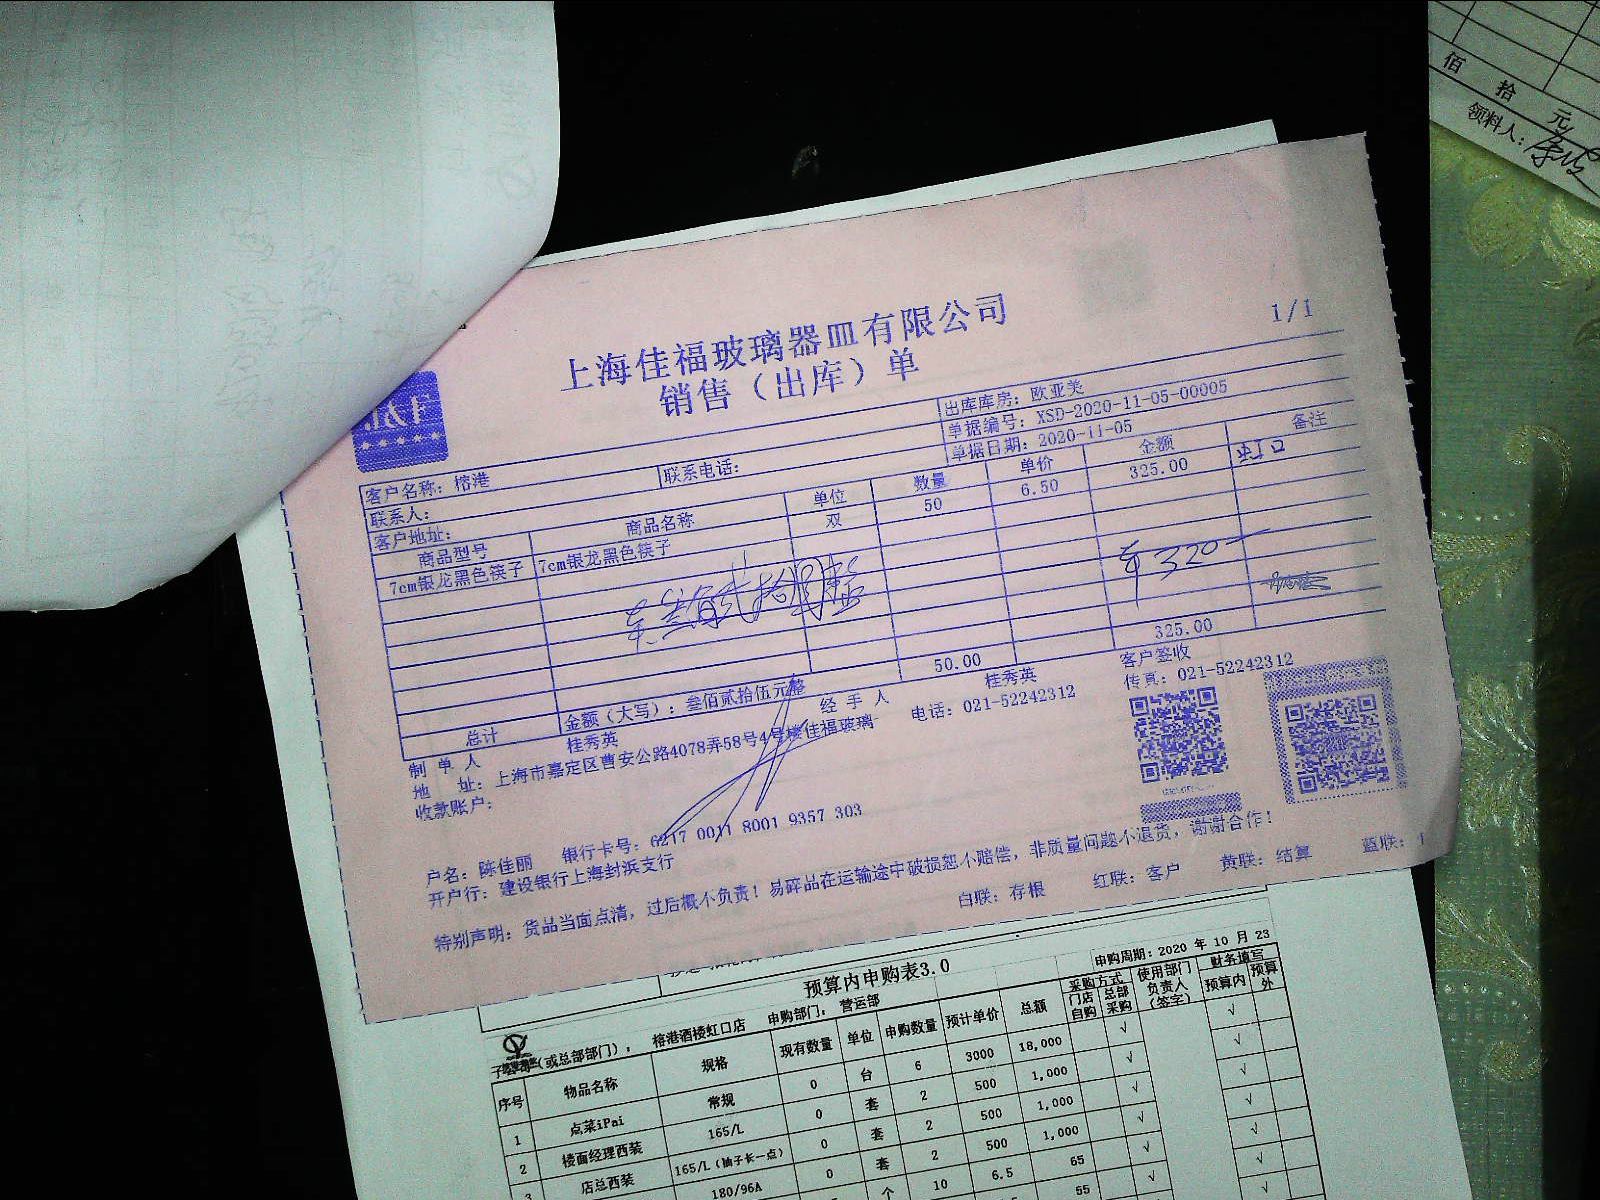 佰 拾 元
领料人:
上海佳福玻璃器皿有限公司
1/1
销售（出库）单
出库库房: 欧亚美
单据编号: XSD-2020-11-05-00005
客户名称: 榕港 联系电话: 单据日期: 2020-11-05
联系人:
客户地址:
商品型号 商品名称 单位 数量 单价 金额 备注
7cm银龙黑色筷子 7cm银龙黑色筷子 双 50 6.50 325.00 虹口
320
50.00 325.00
总计 金额（大写）: 叁佰贰拾伍元整
制 单 人 桂秀英 经 手 人 桂秀英 客户签收
地 址: 上海市嘉定区曹安公路4078弄58号4号楼佳福玻璃 电话: 021-52242312 传真: 021-52242312
收款账户:
户名: 陈佳丽 银行卡号: 6217 0011 8001 9357 303
开户行: 建设银行上海封浜支行
特别声明: 货品当面点清, 过后概不负责! 易碎品在运输途中破损恕不赔偿, 非质量问题不退货, 谢谢合作!
白联: 存根 红联: 客户 黄联: 结算 蓝联:
预算内申购表3.0
申购周期: 2020 年 10 月 23
(或总部部门), 榕港酒楼虹口店 申购部门, 营运部
序号 物品名称 规格 现有数量 单位 申购数量 预计单价 总额 采购方式 门店自购 总部采购 使用部门负责人（签字） 财务填写 预算内 预算外
1 点菜iPai 常规 0 台 6 3000 18,000 √ √
2 楼面经理西装 165/L 0 套 2 500 1,000 √ √
3 店总西装 165/L（袖子长一点） 0 套 2 500 1,000 √ √
180/96A 0 套 2 500 1,000 √ √
个 10 6.5 65 √ √
55 √ √